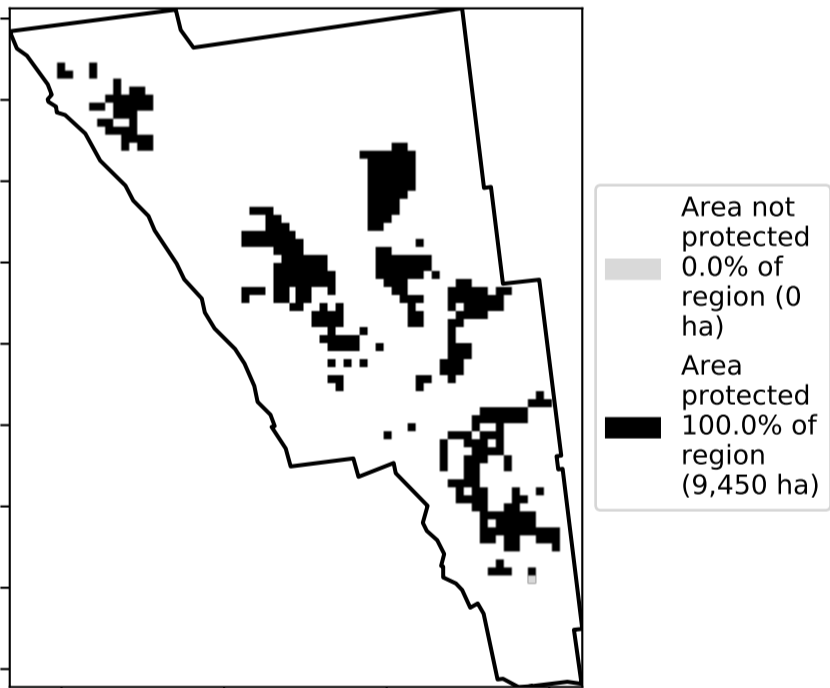 Area not
protected
0.0% of
region (0
ha)
Area
protected
100.0% of
region
(9,450 ha)